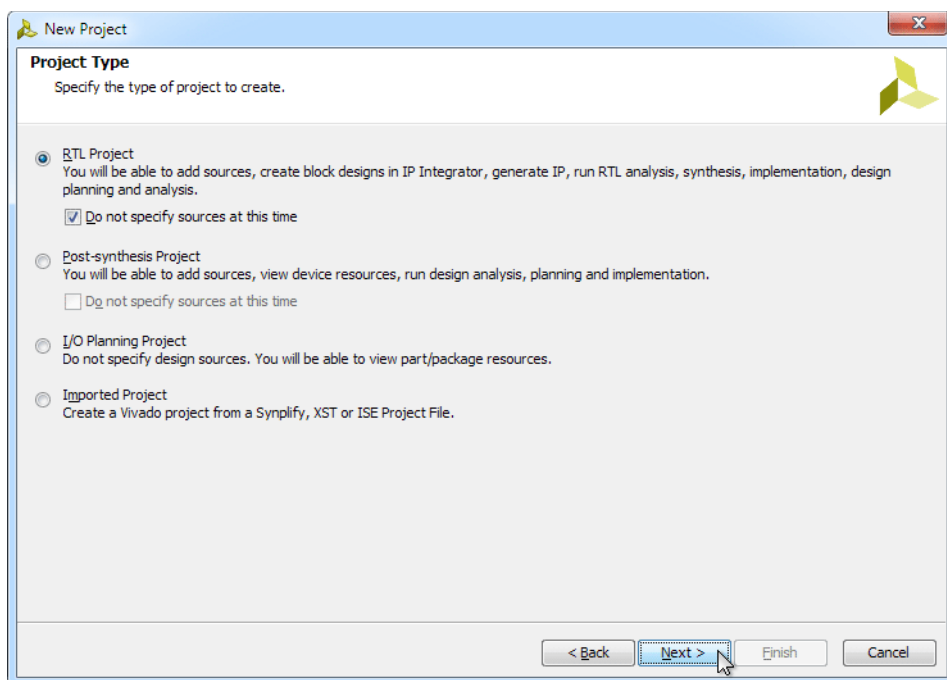 New Project
Project Type
Specify the type of project to create.
RTL Project
You will be able to add sources, create block designs in IP Integrator, generate IP, run RTL analysis, synthesis, implementation, design
planning and analysis.
Do not specify sources at this time
Post-synthesis Project
You will be able to add sources, view device resources, run design analysis, planning and implementation.
Do not specify sources at this time
I/O Planning Project
Do not specify design sources. You will be able to view part/package resources.
Imported Project
Create a Vivado project from a Synplify, XST or ISE Project File.
< Back Next > Finish Cancel